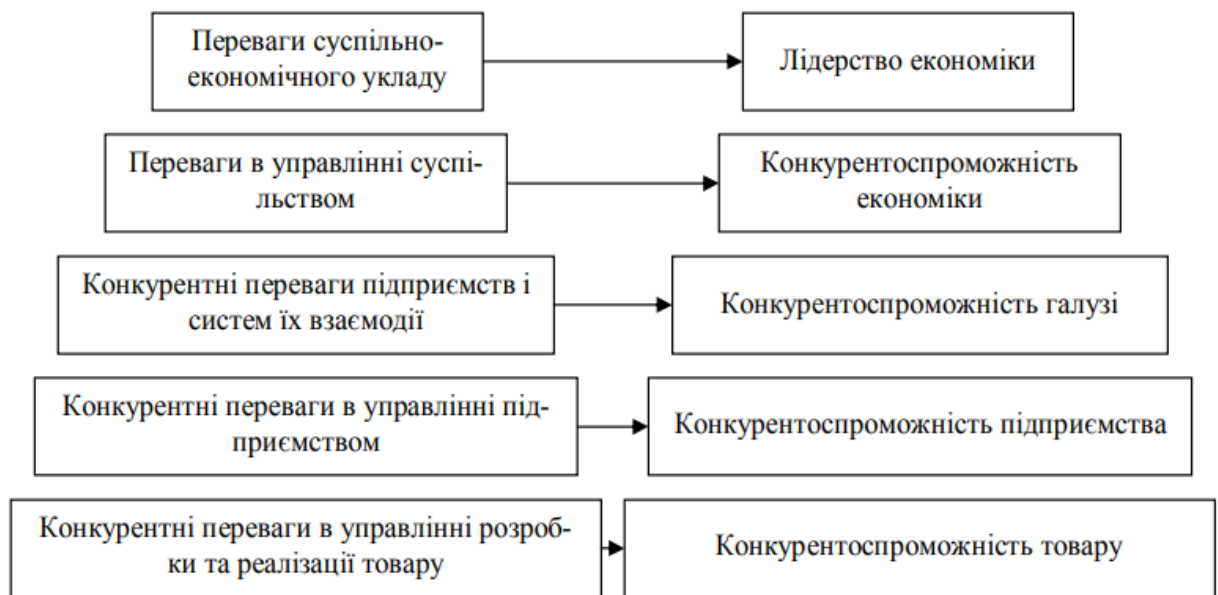 Переваги суспільно-
економічного укладу
Лідерство економіки
Переваги в управлінні суспі-
льством
Конкурентоспроможність
економіки
Конкурентні переваги підприємств і
систем їх взаємодії
Конкурентоспроможність галузі
Конкурентні переваги в управлінні під-
приємством
Конкурентоспроможність підприємства
Конкурентні переваги в управлінні розроб-
ки та реалізації товару
Конкурентоспроможність товару